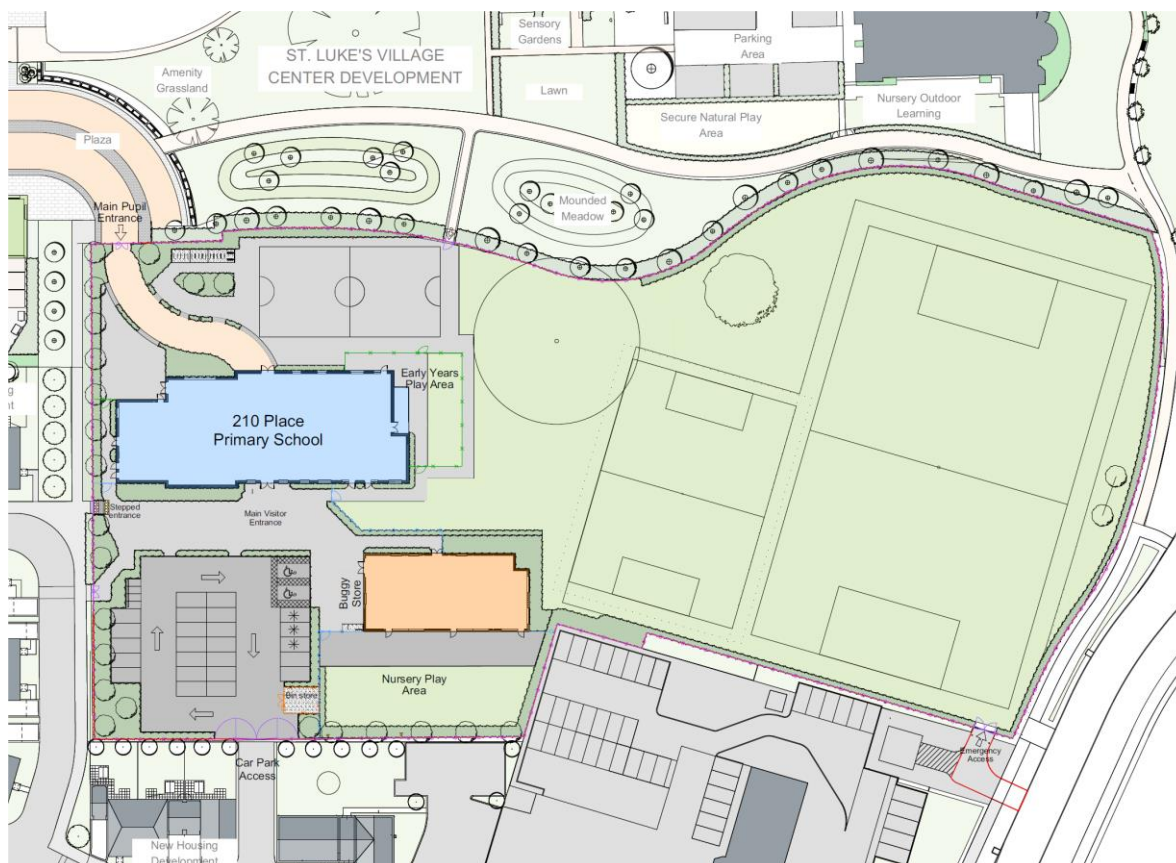 Sensory
Gardens
Parking
Area
ST. LUKE'S VILLAGE
CENTER DEVELOPMENT
Amenity
Grassland
Lawn
Nursery Outdoor
Learning
Secure Natural Play
Area
Plaza
Main Pupil
Entrance
Mounded
Meadow
Early Years
Play Area
210 Place
Primary School
Stepped
entrance
Main Visitor
Entrance
Buggy
Store
Nursery Play
Area
Bin store
Emergency
Access
Car Park
Access
New Housing
Development